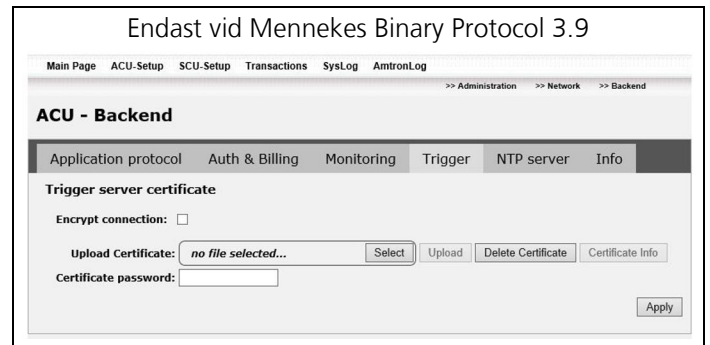 Endast vid Mennekes Binary Protocol 3.9
Main Page ACU-Setup SCU-Setup Transactions SysLog AmtronLog
>> Administration >> Network >> Backend
ACU - Backend
Application protocol Auth & Billing Monitoring Trigger NTP server Info
Trigger server certificate
Encrypt connection:
Upload Certificate: no file selected... Select Upload Delete Certificate Certificate Info
Certificate password:
Apply